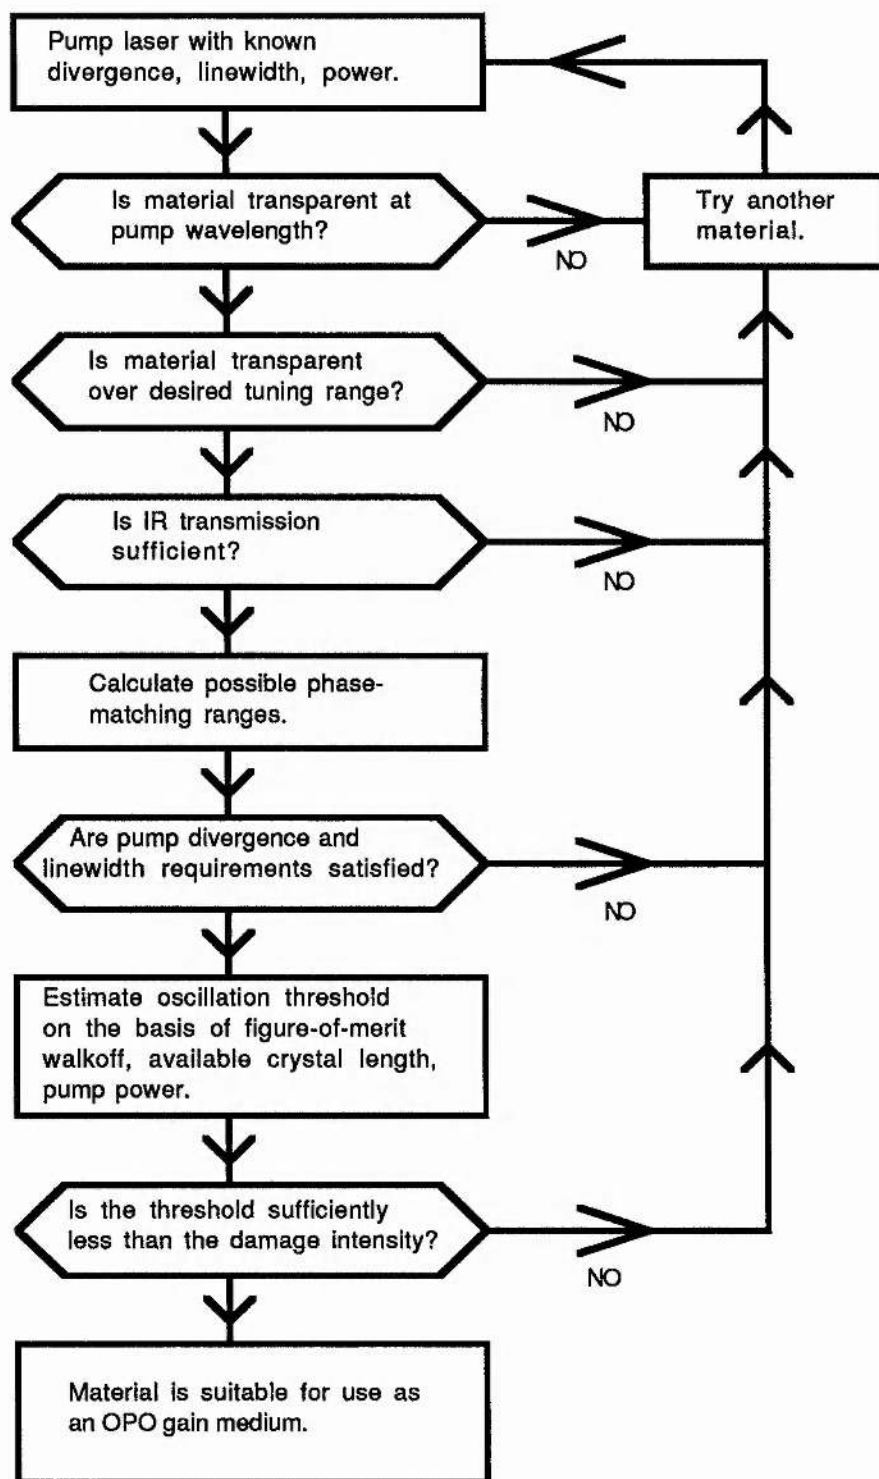 Pump laser with known
divergence, linewidth, power.
Is material transparent at
pump wavelength?
NO
Try another
material.
Is material transparent
over desired tuning range?
NO
Is IR transmission
sufficient?
NO
Calculate possible phase-
matching ranges.
Are pump divergence and
linewidth requirements satisfied?
NO
Estimate oscillation threshold
on the basis of figure-of-merit
walkoff, available crystal length,
pump power.
Is the threshold sufficiently
less than the damage intensity?
NO
Material is suitable for use as
an OPO gain medium.